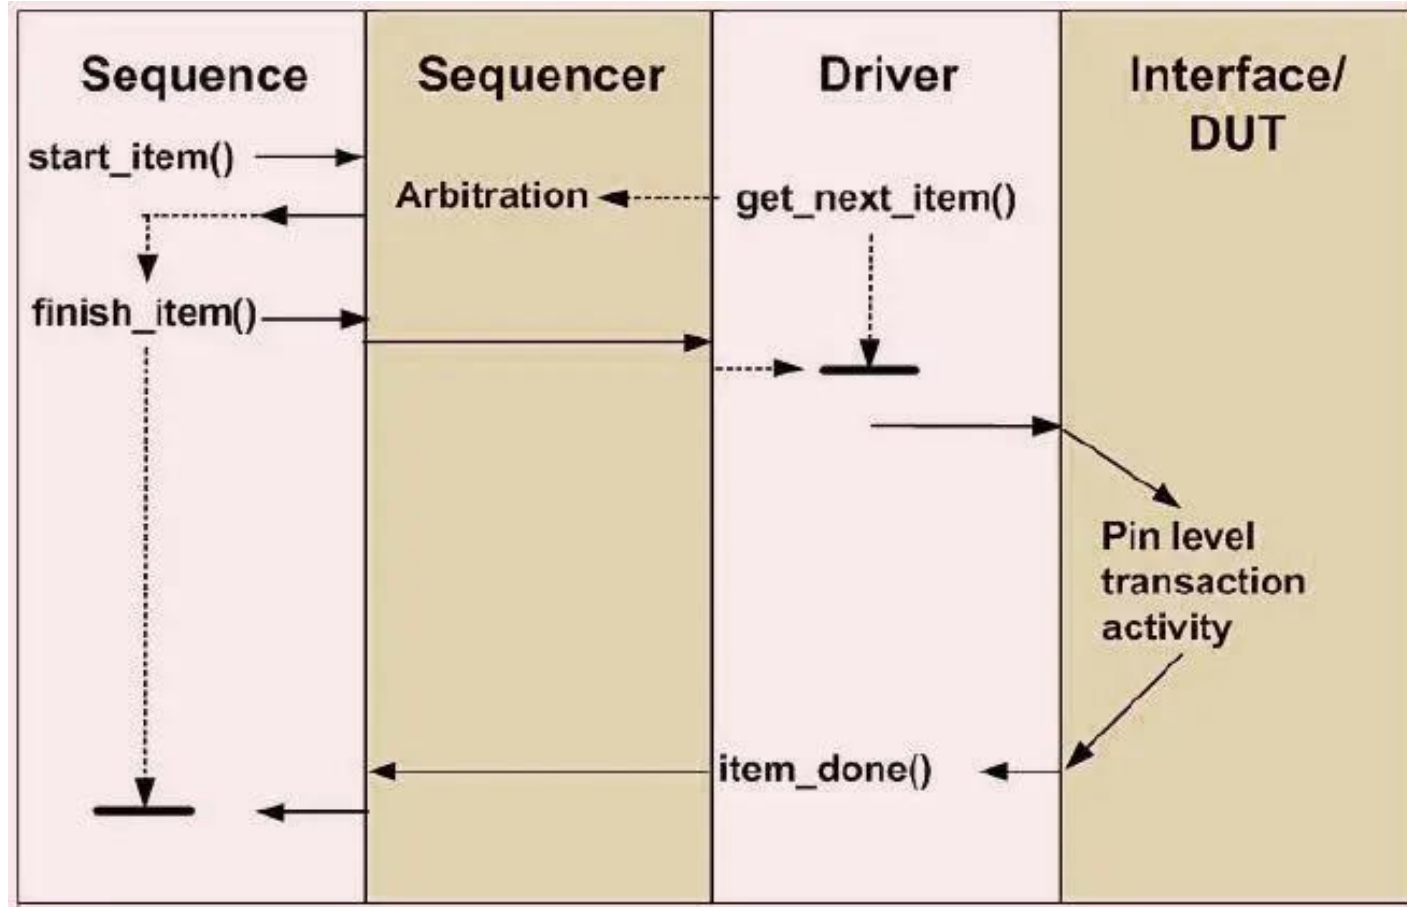 Sequence
Sequencer
Driver
Interface/
DUT
start_item()
Arbitration
get_next_item()
finish_item()
Pin level
transaction
activity
item_done()